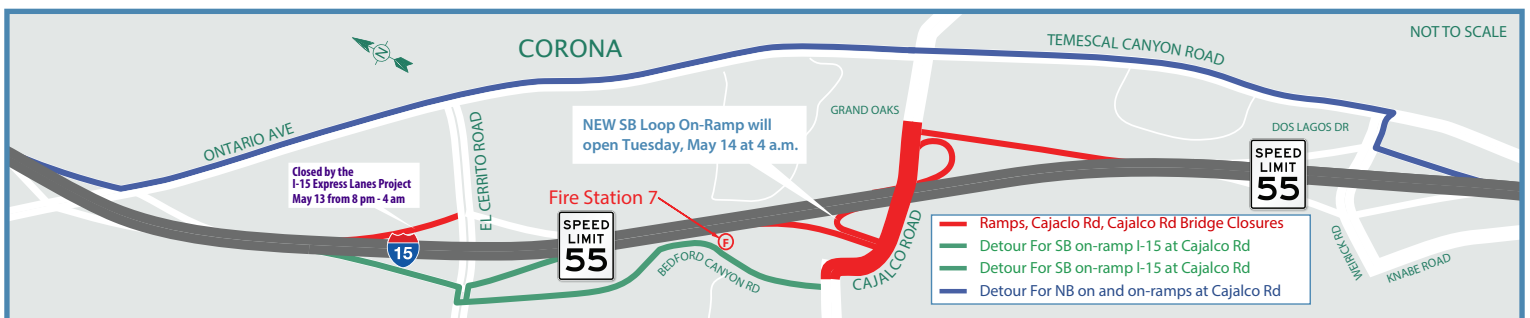 NOT TO SCALE
CORONA
N
TEMESCAL CANYON ROAD
ONTARIO AVE
EL CERRITO ROAD
GRAND OAKS
DOS LAGOS DR
NEW SB Loop On-Ramp will
open Tuesday, May 14 at 4 a.m.
Closed by the
I-15 Express Lanes Project
May 13 from 8 pm - 4 am
SPEED
LIMIT
55
Fire Station 7
F
SPEED
LIMIT
55
15
BEDFORD CANYON RD
CAJALCO ROAD
WEIRICK RD
KNABE ROAD
Ramps, Cajaclo Rd, Cajalco Rd Bridge Closures
Detour For SB on-ramp I-15 at Cajalco Rd
Detour For SB on-ramp I-15 at Cajalco Rd
Detour For NB on and on-ramps at Cajalco Rd